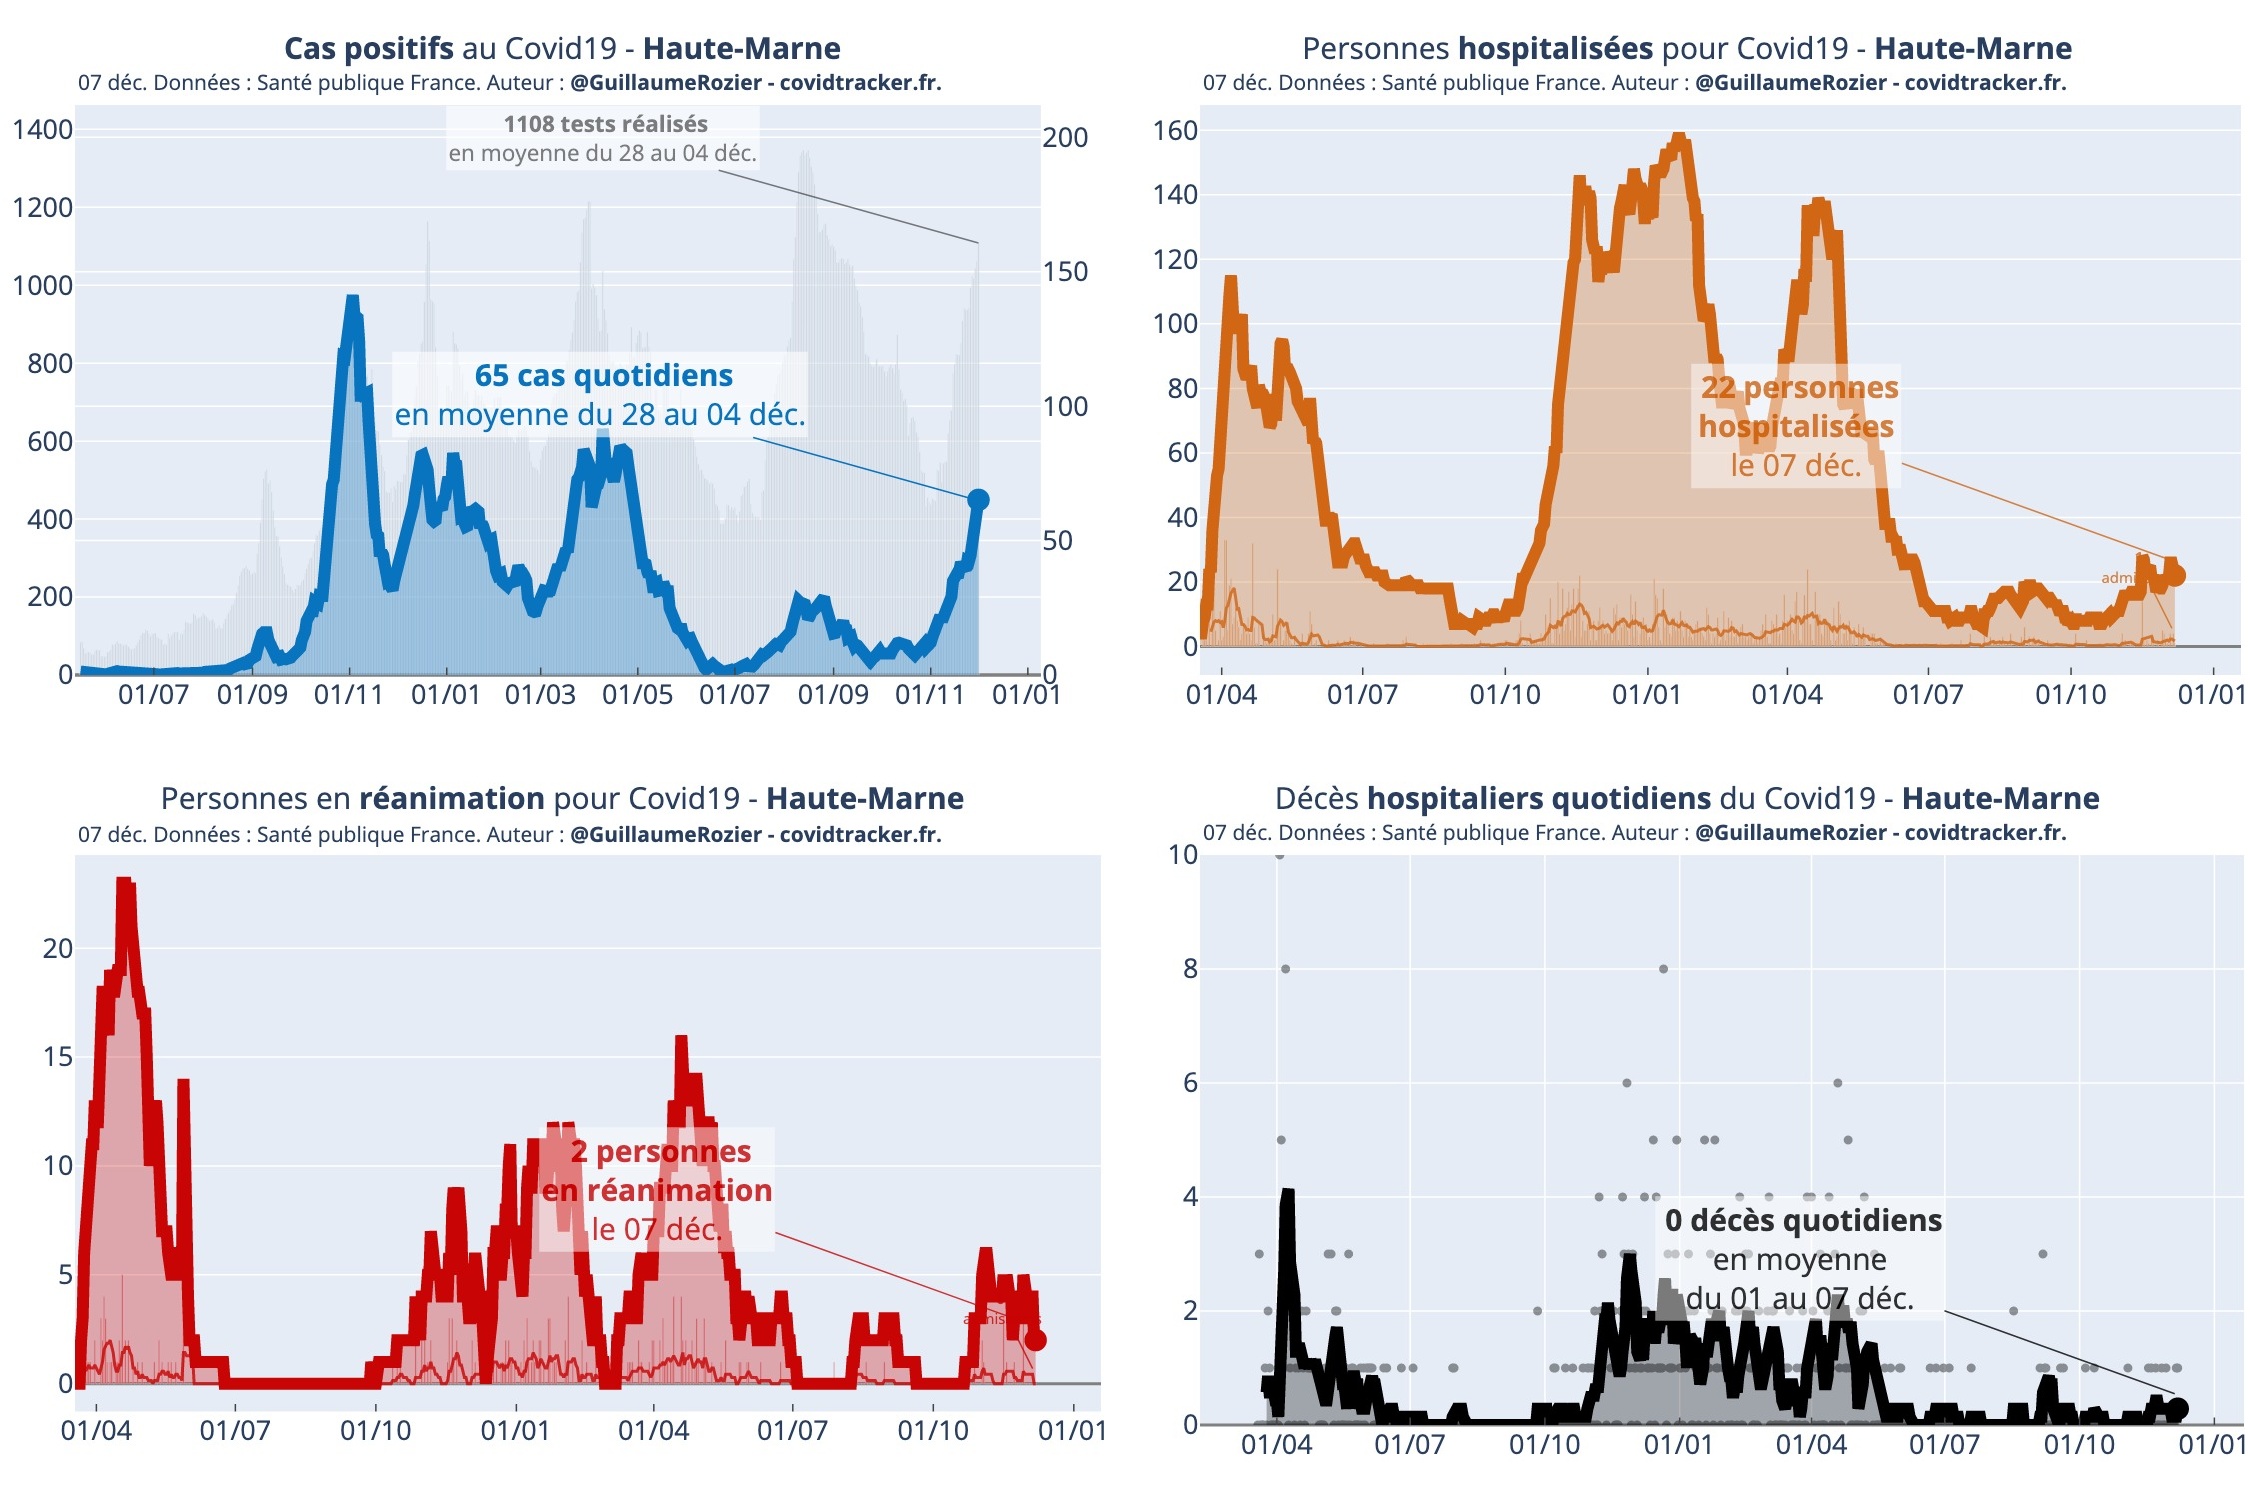 Cas positifs au Covid19 - Haute-Marne
07 déc. Données : Santé publique France. Auteur : @GuillaumeRozier - covidtracker.fr.
1108 tests réalisés
en moyenne du 28 au 04 déc.
65 cas quotidiens
en moyenne du 28 au 04 déc.
1400
1200
1000
800
600
400
200
0
200
150
100
50
0
01/07 01/09 01/11 01/01 01/03 01/05 01/07 01/09 01/11 01/01
Personnes hospitalisées pour Covid19 - Haute-Marne
07 déc. Données : Santé publique France. Auteur : @GuillaumeRozier - covidtracker.fr.
160
140
120
100
80
60
40
20
0
22 personnes
hospitalisées
le 07 déc.
01/04 01/07 01/10 01/01 01/04 01/07 01/10 01/01
Personnes en réanimation pour Covid19 - Haute-Marne
07 déc. Données : Santé publique France. Auteur : @GuillaumeRozier - covidtracker.fr.
20
15
10
5
0
2 personnes
en réanimation
le 07 déc.
01/04 01/07 01/10 01/01 01/04 01/07 01/10 01/01
Décès hospitaliers quotidiens du Covid19 - Haute-Marne
07 déc. Données : Santé publique France. Auteur : @GuillaumeRozier - covidtracker.fr.
10
8
6
4
2
0
0 décès quotidiens
en moyenne
du 01 au 07 déc.
01/04 01/07 01/10 01/01 01/04 01/07 01/10 01/01